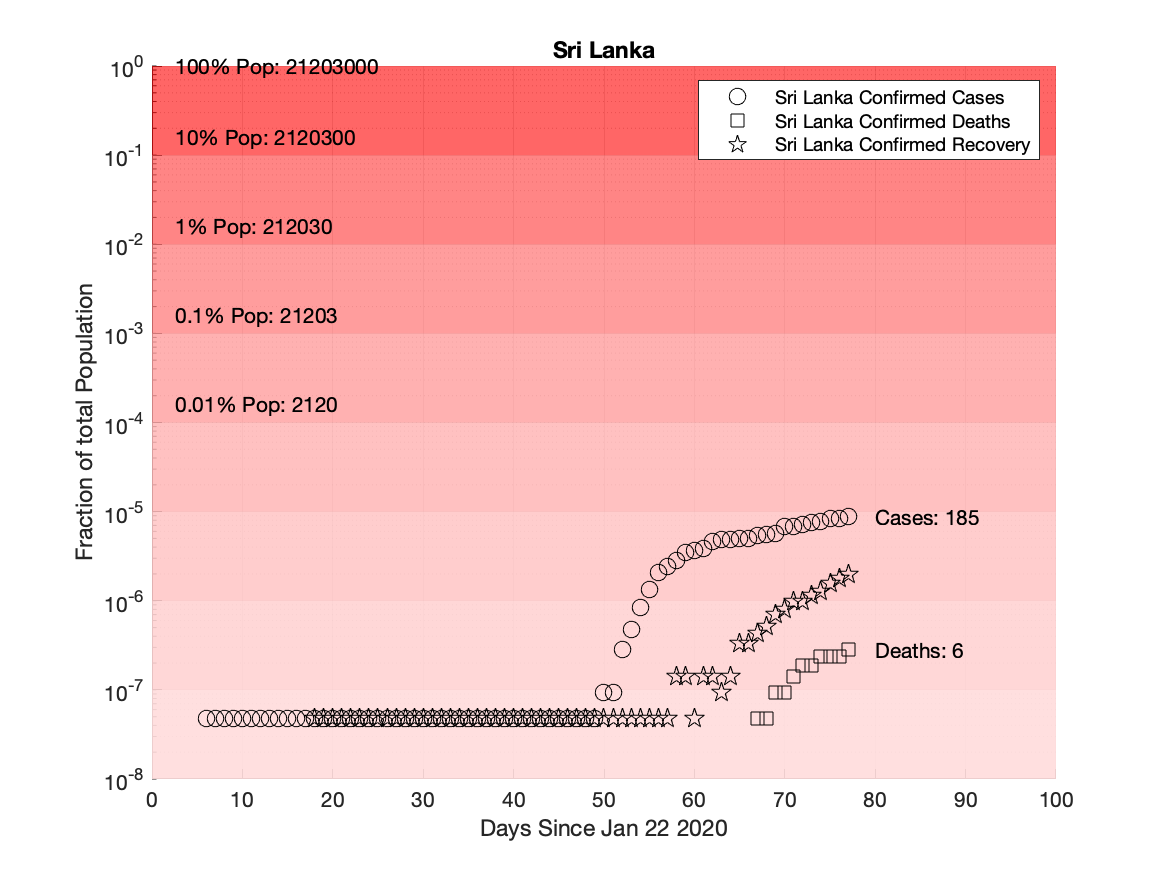 Sri Lanka
Sri Lanka Confirmed Cases
Sri Lanka Confirmed Deaths
Sri Lanka Confirmed Recovery
100% Pop: 21203000
10% Pop: 2120300
1% Pop: 212030
0.1% Pop: 21203
0.01% Pop: 2120
Cases: 185
Deaths: 6
Fraction of total Population
10^0
10^-1
10^-2
10^-3
10^-4
10^-5
10^-6
10^-7
10^-8
0 10 20 30 40 50 60 70 80 90 100
Days Since Jan 22 2020